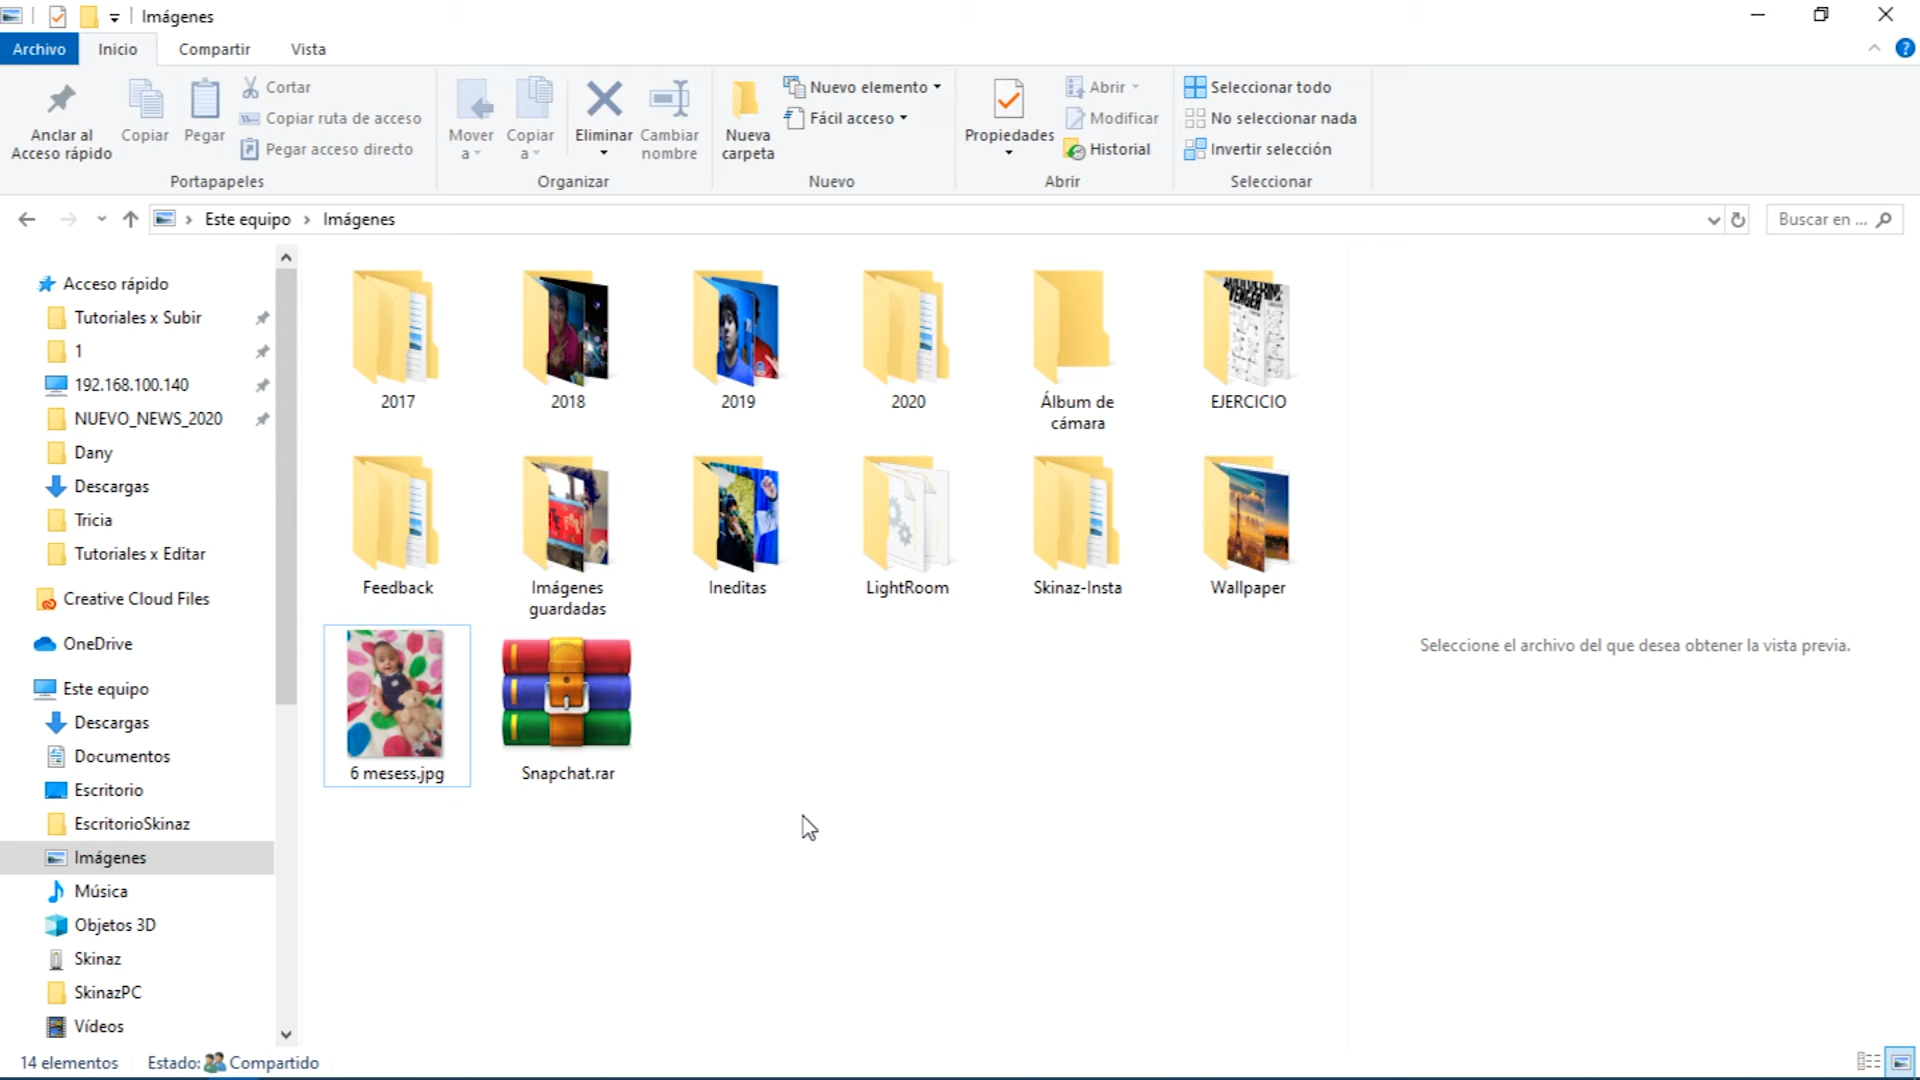 Imágenes
Archivo Inicio Compartir Vista
Anclar al
Acceso rápido
Copiar
Pegar
Cortar
Copiar ruta de acceso
Pegar acceso directo
Portapapeles
Mover
a
Copiar
a
Eliminar
Cambiar
nombre
Organizar
Nueva
carpeta
Nuevo elemento
Fácil acceso
Nuevo
Propiedades
Abrir
Modificar
Historial
Abrir
Seleccionar todo
No seleccionar nada
Invertir selección
Seleccionar
Este equipo › Imágenes
Buscar en ...
Acceso rápido
Tutoriales x Subir
1
192.168.100.140
NUEVO_NEWS_2020
Dany
Descargas
Tricia
Tutoriales x Editar
Creative Cloud Files
OneDrive
Este equipo
Descargas
Documentos
Escritorio
EscritorioSkinaz
Imágenes
Música
Objetos 3D
Skinaz
SkinazPC
Vídeos
2017
2018
2019
2020
Álbum de
cámara
EJERCICIO
Feedback
Imágenes
guardadas
Ineditas
LightRoom
Skinaz-Insta
Wallpaper
6 mesess.jpg
Snapchat.rar
Seleccione el archivo del que desea obtener la vista previa.
14 elementos Estado: Compartido